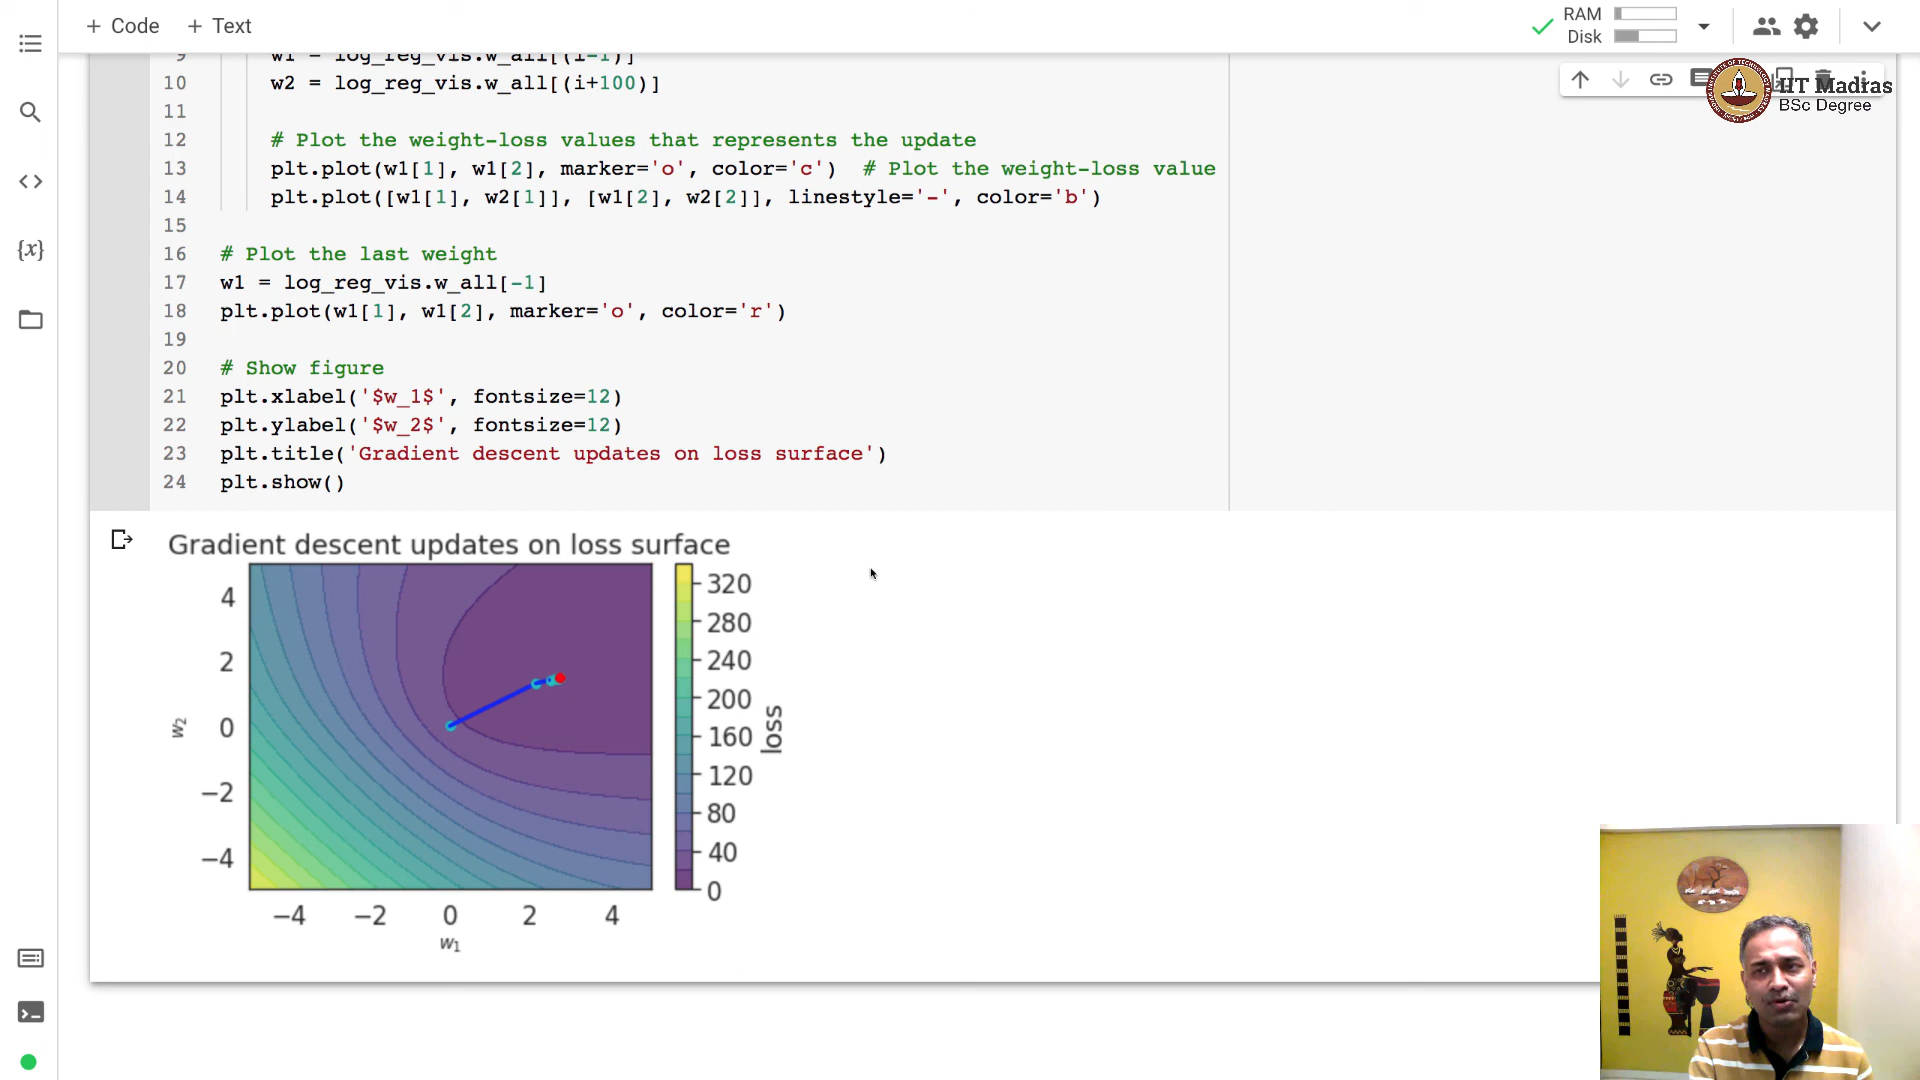 + Code + Text
RAM
Disk
IIT Madras
BSc Degree
9 w1 = log_reg_vis.w_all[(i-1)]
10 w2 = log_reg_vis.w_all[(i+100)]
11
12 # Plot the weight-loss values that represents the update
13 plt.plot(w1[1], w1[2], marker='o', color='c')  # Plot the weight-loss value
14 plt.plot([w1[1], w2[1]], [w1[2], w2[2]], linestyle='-', color='b')
15
16 # Plot the last weight
17 w1 = log_reg_vis.w_all[-1]
18 plt.plot(w1[1], w1[2], marker='o', color='r')
19
20 # Show figure
21 plt.xlabel('$w_1$', fontsize=12)
22 plt.ylabel('$w_2$', fontsize=12)
23 plt.title('Gradient descent updates on loss surface')
24 plt.show()
{x}
Gradient descent updates on loss surface
4
2
0
−2
−4
w2
−4 −2 0 2 4
w1
320
280
240
200
160
120
80
40
0
loss